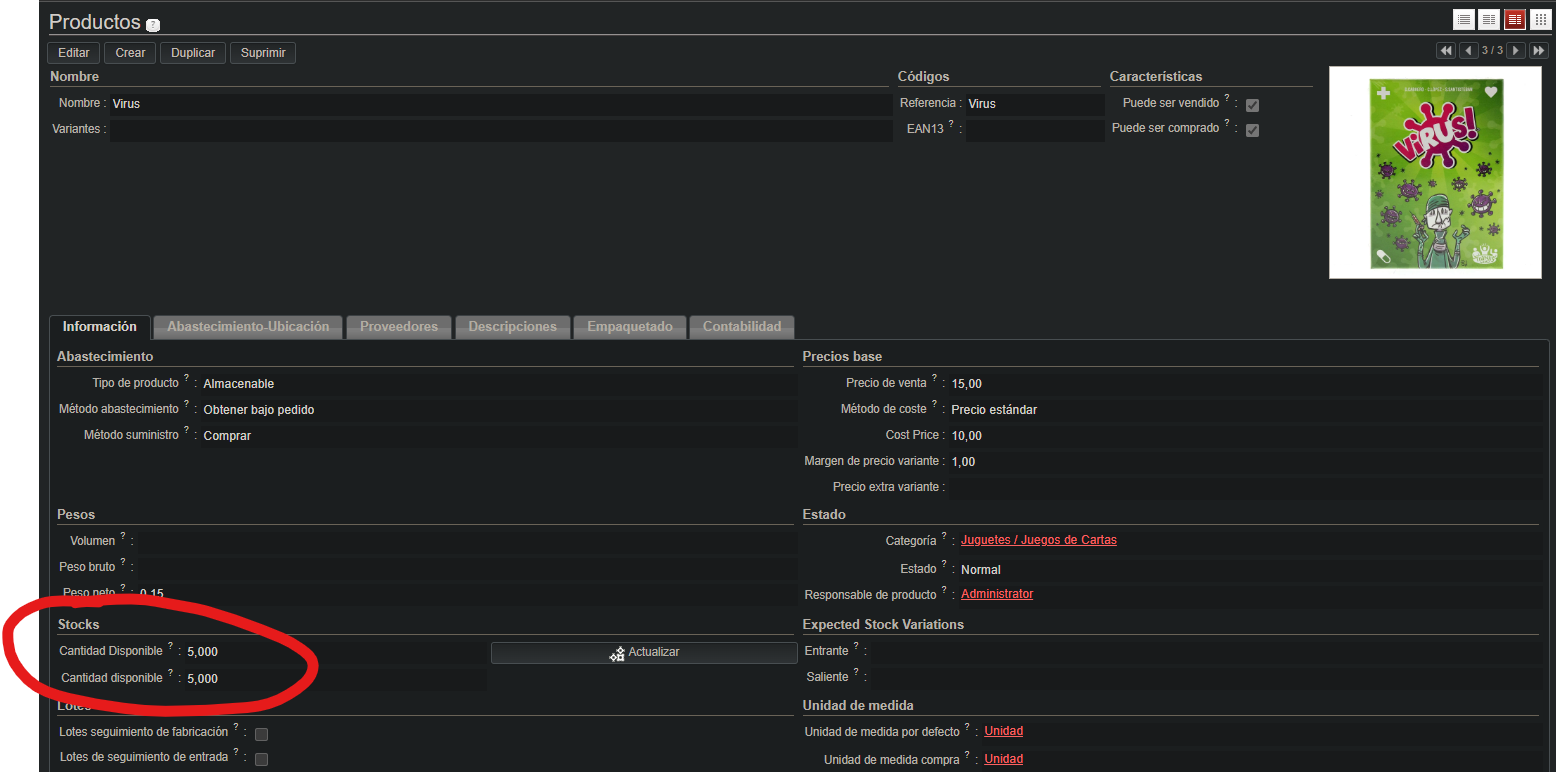 Productos ?
Editar Crear Duplicar Suprimir
3 / 3
Nombre
Nombre : Virus
Variantes :
Códigos
Referencia : Virus
EAN13 ? :
Características
Puede ser vendido ? :
Puede ser comprado ? :
VIRUS!
Información Abastecimiento-Ubicación Proveedores Descripciones Empaquetado Contabilidad
Abastecimiento
Tipo de producto ? : Almacenable
Método abastecimiento ? : Obtener bajo pedido
Método suministro ? : Comprar
Precios base
Precio de venta ? : 15,00
Método de coste ? : Precio estándar
Cost Price : 10,00
Margen de precio variante : 1,00
Precio extra variante :
Pesos
Volumen ? :
Peso bruto ? :
Peso neto ? : 0,15
Estado
Categoría ? : Juguetes / Juegos de Cartas
Estado ? : Normal
Responsable de producto ? : Administrator
Stocks
Cantidad Disponible ? : 5,000 Actualizar
Cantidad disponible ? : 5,000
Expected Stock Variations
Entrante ? :
Saliente ? :
Lotes
Lotes seguimiento de fabricación ? :
Lotes de seguimiento de entrada ? :
Unidad de medida
Unidad de medida por defecto ? : Unidad
Unidad de medida compra ? : Unidad